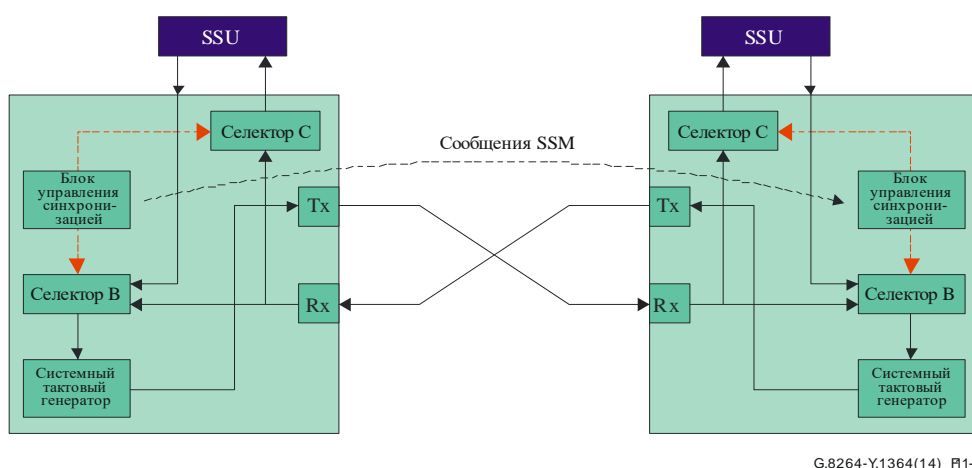 SSU
SSU
Селектор C
Селектор C
Сообщения SSM
Блок
управления
синхрони-
зацией
Блок
управления
синхрони-
зацией
Tx
Tx
Селектор B
Rx
Rx
Селектор B
Системный
тактовый
генератор
Системный
тактовый
генератор
G.8264-Y.1364(14)